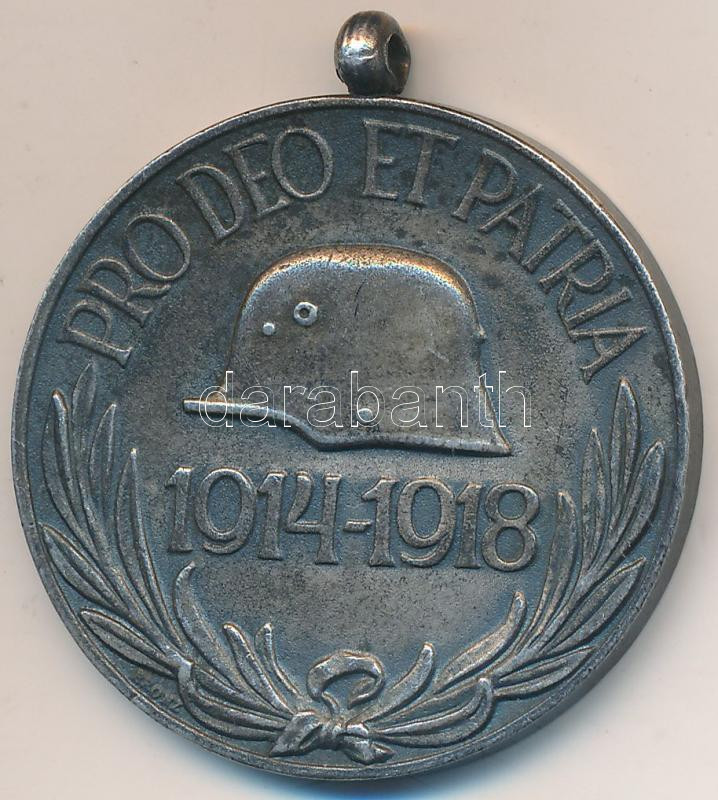 PRO DEO ET PATRIA
darabanth
1914-1918